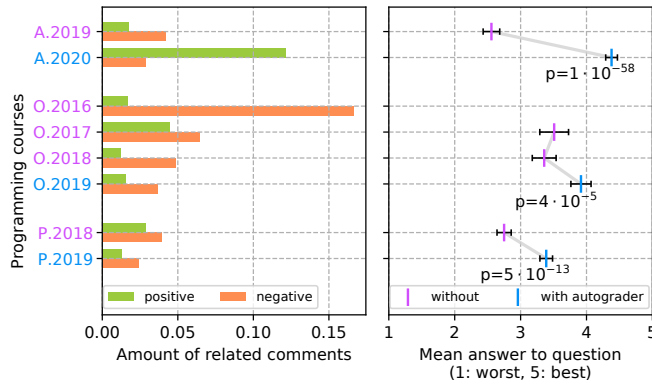 Programming courses
A.2019
A.2020
O.2016
O.2017
O.2018
O.2019
P.2018
P.2019
positive
negative
0.00
0.05
0.10
0.15
Amount of related comments
p=1 · 10⁻⁵⁸
p=4 · 10⁻⁵
p=5 · 10⁻¹³
without
with autograder
1
2
3
4
5
Mean answer to question
(1: worst, 5: best)